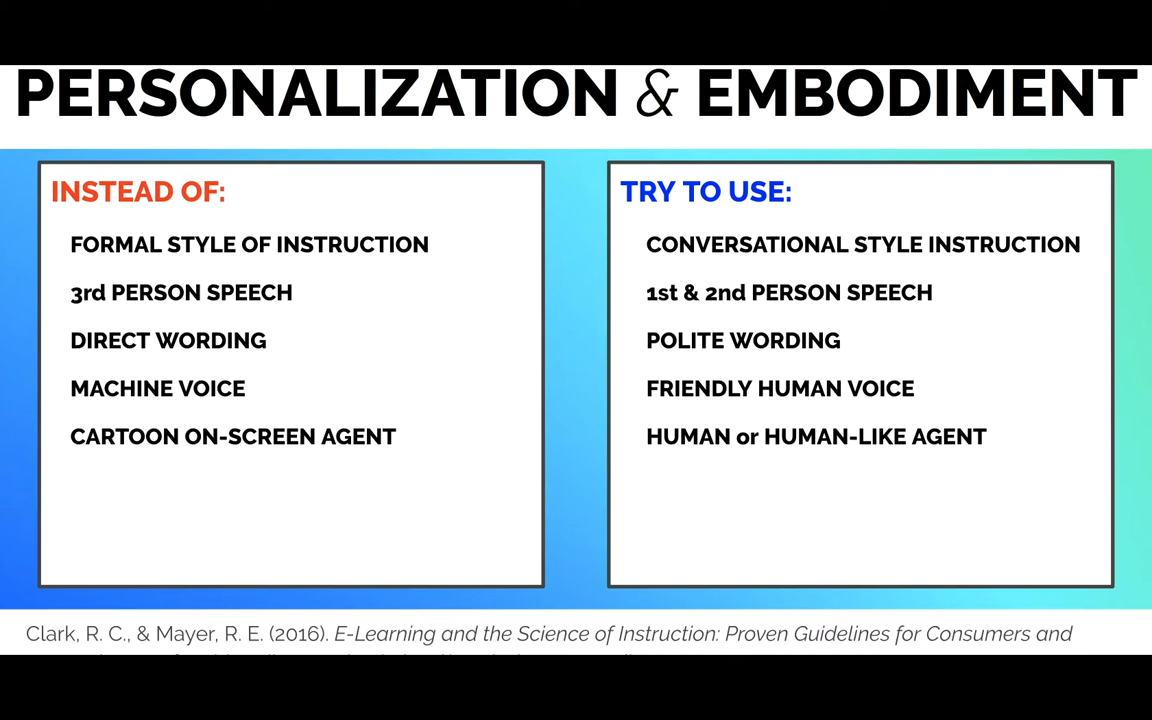 PERSONALIZATION & EMBODIMENT
INSTEAD OF:
FORMAL STYLE OF INSTRUCTION
3rd PERSON SPEECH
DIRECT WORDING
MACHINE VOICE
CARTOON ON-SCREEN AGENT
TRY TO USE:
CONVERSATIONAL STYLE INSTRUCTION
1st & 2nd PERSON SPEECH
POLITE WORDING
FRIENDLY HUMAN VOICE
HUMAN or HUMAN-LIKE AGENT
Clark, R. C., & Mayer, R. E. (2016). E-Learning and the Science of Instruction: Proven Guidelines for Consumers and